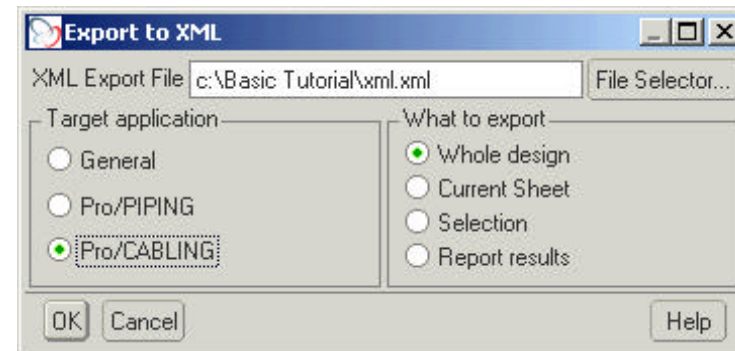 Export to XML
XML Export File c:\Basic Tutorial\xml.xml File Selector...
Target application
General
Pro/PIPING
Pro/CABLING
What to export
Whole design
Current Sheet
Selection
Report results
OK Cancel Help